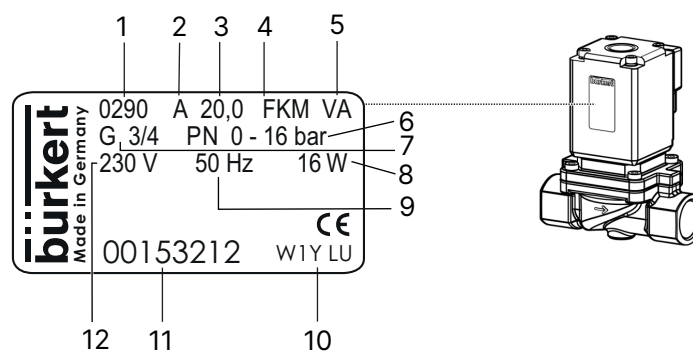 1 2 3 4 5
bürkert
Made in Germany
0290 A 20,0 FKM VA
G 3/4 PN 0 - 16 bar
230 V 50 Hz 16 W
CE
00153212 W1Y LU
6
7
8
9
12 11 10
burkert